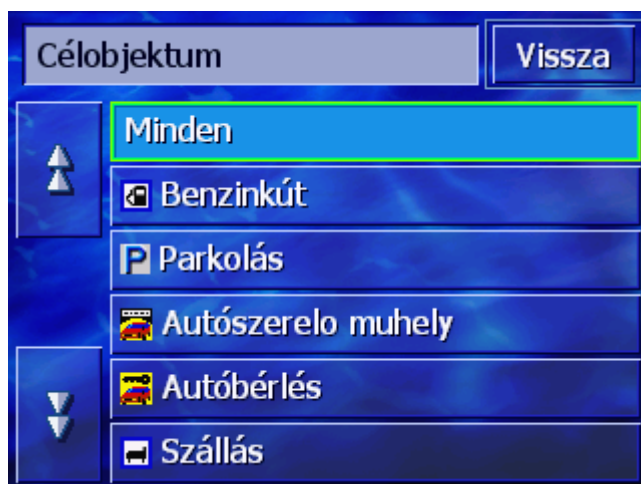 Célobjektum
Vissza
Minden
Benzinkút
P Parkolás
Autószerelo muhely
Autóbérlés
Szállás